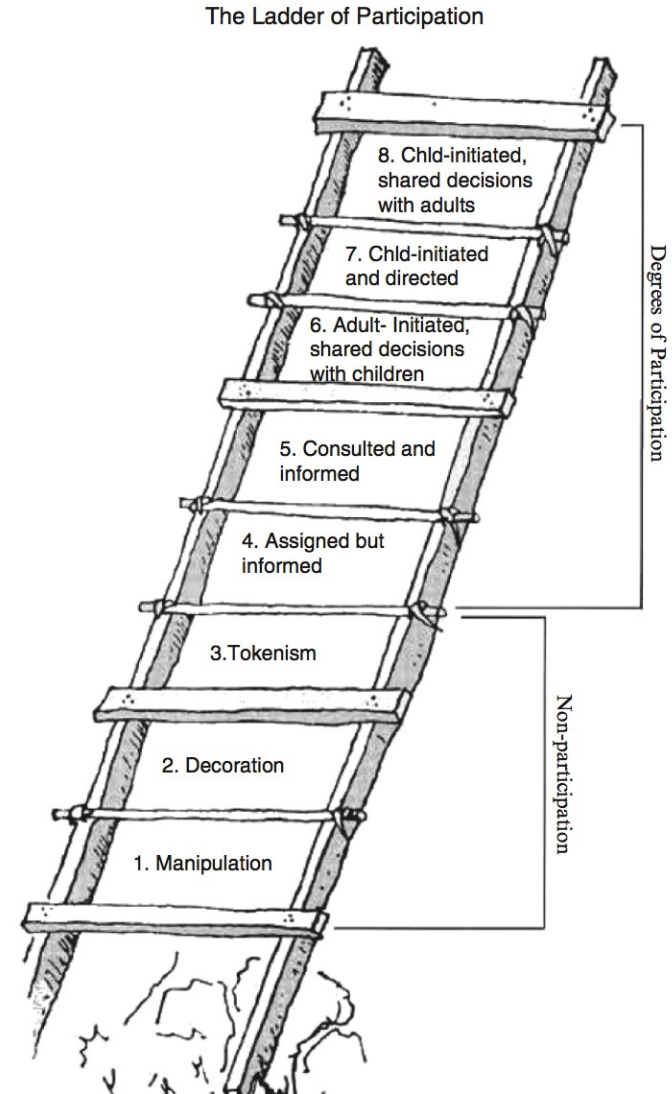 The Ladder of Participation
8. Chld-initiated,
shared decisions
with adults
7. Chld-initiated
and directed
6. Adult- Initiated,
shared decisions
with children
5. Consulted and
informed
4. Assigned but
informed
3.Tokenism
2. Decoration
1. Manipulation
Degrees of Participation
Non-participation